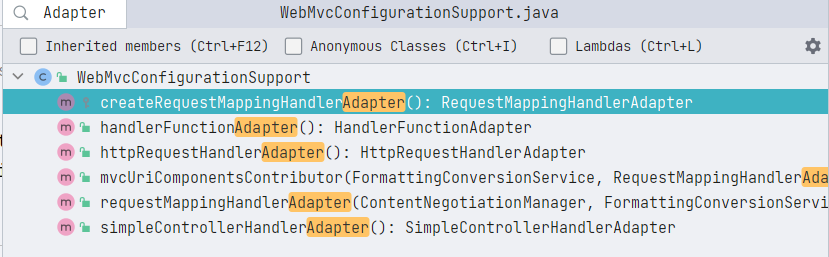 Adapter WebMvcConfigurationSupport.java
Inherited members (Ctrl+F12) Anonymous Classes (Ctrl+I) Lambdas (Ctrl+L)
WebMvcConfigurationSupport
createRequestMappingHandlerAdapter(): RequestMappingHandlerAdapter
handlerFunctionAdapter(): HandlerFunctionAdapter
httpRequestHandlerAdapter(): HttpRequestHandlerAdapter
mvcUriComponentsContributor(FormattingConversionService, RequestMappingHandlerAda
requestMappingHandlerAdapter(ContentNegotiationManager, FormattingConversionServi
simpleControllerHandlerAdapter(): SimpleControllerHandlerAdapter